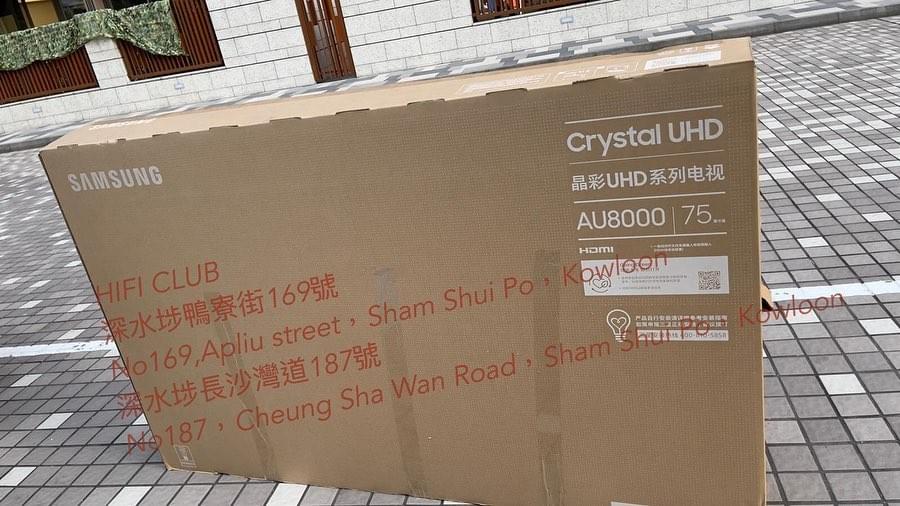 SAMSUNG
Crystal UHD
晶彩UHD系列电视
AU8000 75
HDMI
HIFI CLUB
深水埗鴨寮街169號
No169,Apliu street，Sham Shui Po，Kowloon
深水埗長沙灣道187號
No187，Cheung Sha Wan Road，Sham Shui Po，Kowloon